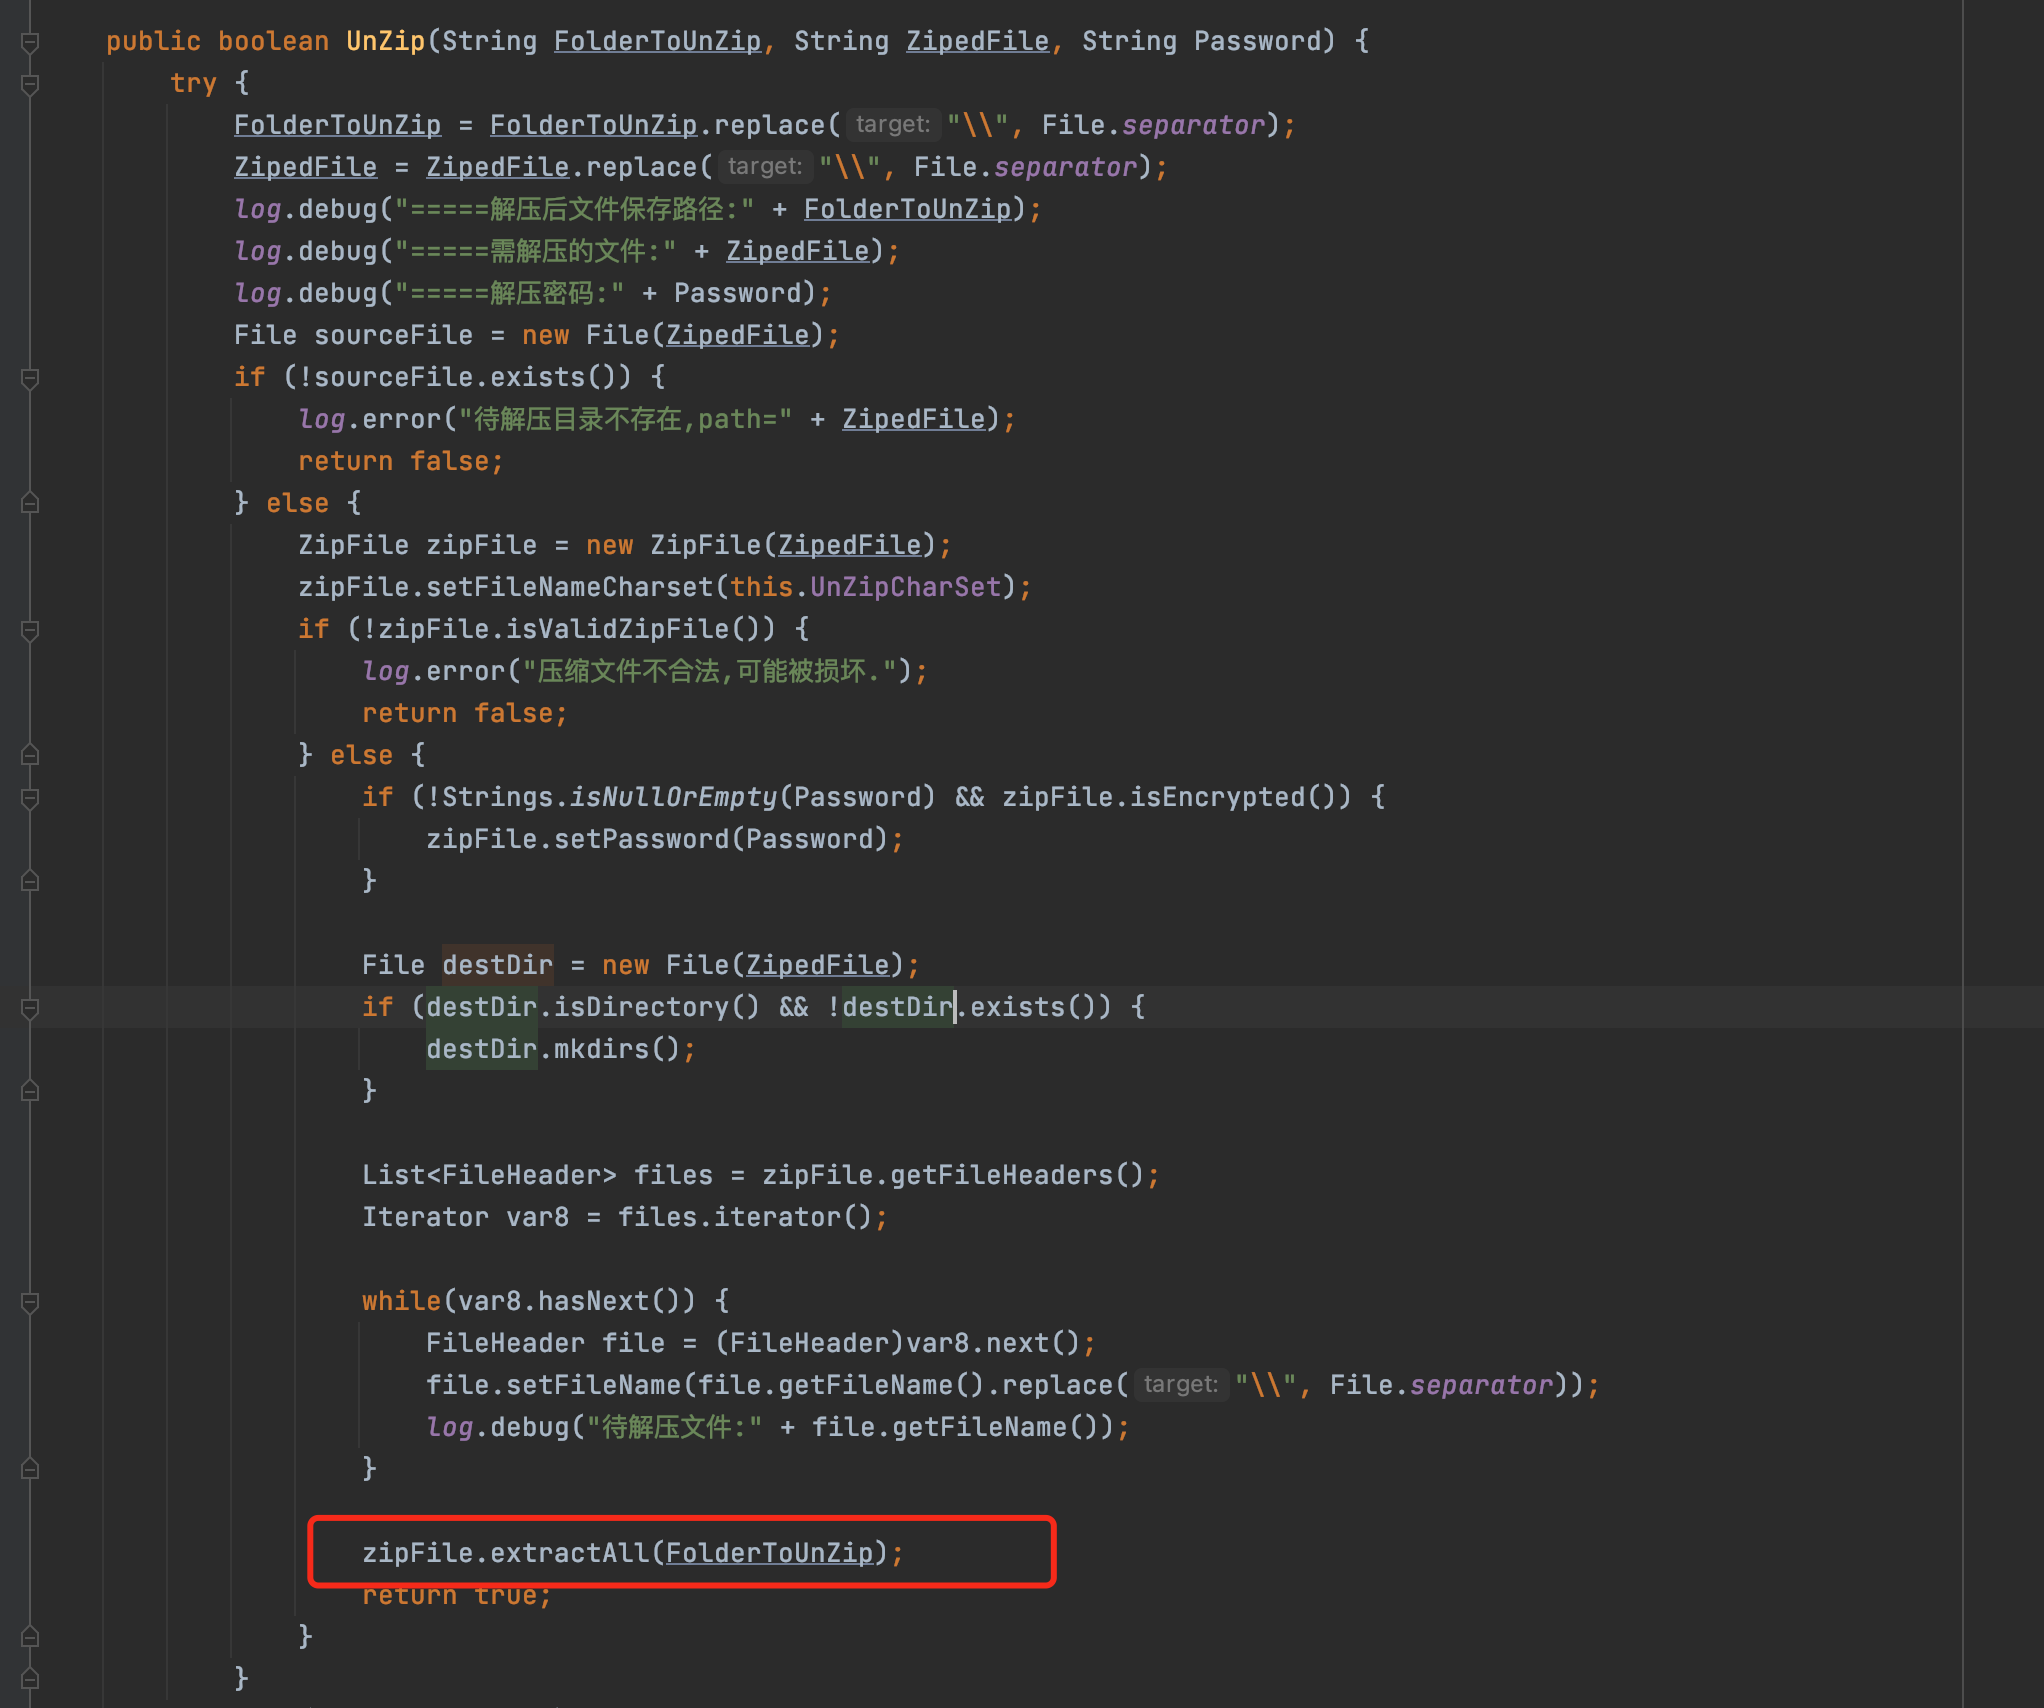 public boolean UnZip(String FolderToUnZip, String ZipedFile, String Password) {
try {
FolderToUnZip = FolderToUnZip.replace( target: "\\", File.separator);
ZipedFile = ZipedFile.replace( target: "\\", File.separator);
log.debug("=====解压后文件保存路径:" + FolderToUnZip);
log.debug("=====需解压的文件:" + ZipedFile);
log.debug("=====解压密码:" + Password);
File sourceFile = new File(ZipedFile);
if (!sourceFile.exists()) {
log.error("待解压目录不存在,path=" + ZipedFile);
return false;
} else {
ZipFile zipFile = new ZipFile(ZipedFile);
zipFile.setFileNameCharset(this.UnZipCharSet);
if (!zipFile.isValidZipFile()) {
log.error("压缩文件不合法,可能被损坏.");
return false;
} else {
if (!Strings.isNullOrEmpty(Password) && zipFile.isEncrypted()) {
zipFile.setPassword(Password);
}
File destDir = new File(ZipedFile);
if (destDir.isDirectory() && !destDir.exists()) {
destDir.mkdirs();
}
List<FileHeader> files = zipFile.getFileHeaders();
Iterator var8 = files.iterator();
while(var8.hasNext()) {
FileHeader file = (FileHeader)var8.next();
file.setFileName(file.getFileName().replace( target: "\\", File.separator));
log.debug("待解压文件:" + file.getFileName());
}
zipFile.extractAll(FolderToUnZip);
return true;
}
}